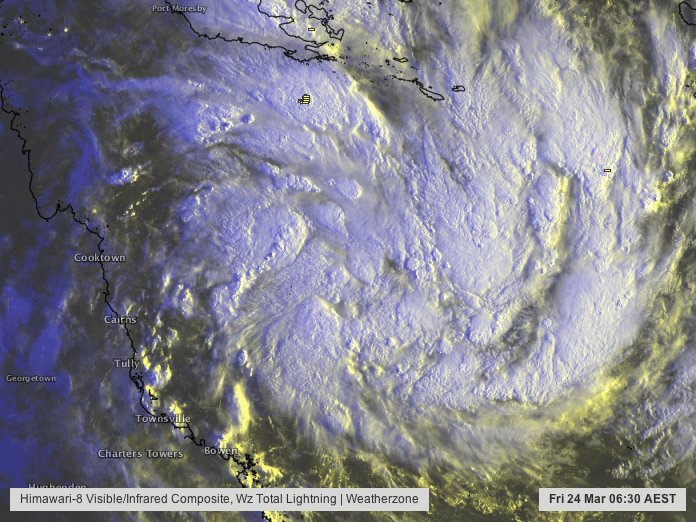 Port Moresby
Cooktown
Cairns
Tully
Georgetown
Townsville
Charters Towers
Bowen
Hughenden
Himawari-8 Visible/Infrared Composite, Wz Total Lightning | Weatherzone
Fri 24 Mar 06:30 AEST